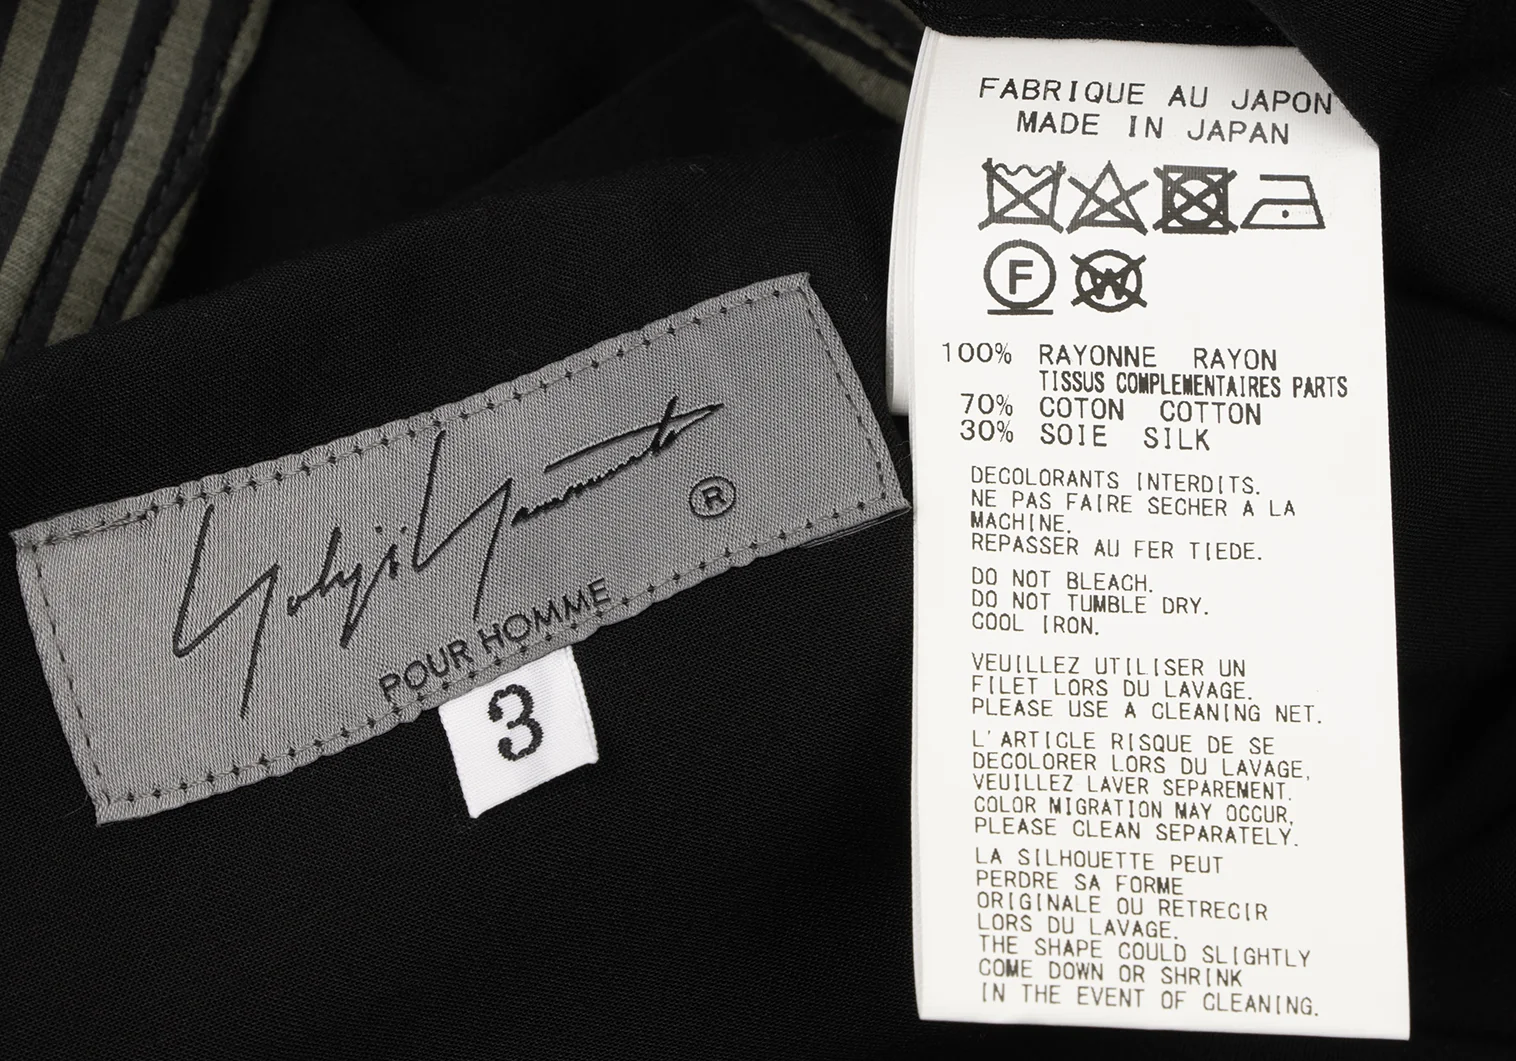 Yohji Yamamoto
®
POUR HOMME
3
FABRIQUE AU JAPON
MADE IN JAPAN
F W
100% RAYONNE RAYON
TISSUS COMPLEMENTAIRES PARTS
70% COTON COTTON
30% SOIE SILK
DECOLORANTS INTERDITS.
NE PAS FAIRE SECHER A LA
MACHINE.
REPASSER AU FER TIEDE.
DO NOT BLEACH.
DO NOT TUMBLE DRY.
COOL IRON.
VEUILLEZ UTILISER UN
FILET LORS DU LAVAGE.
PLEASE USE A CLEANING NET.
L'ARTICLE RISQUE DE SE
DECOLORER LORS DU LAVAGE,
VEUILLEZ LAVER SEPAREMENT.
COLOR MIGRATION MAY OCCUR,
PLEASE CLEAN SEPARATELY.
LA SILHOUETTE PEUT
PERDRE SA FORME
ORIGINALE OU RETRECIR
LORS DU LAVAGE.
THE SHAPE COULD SLIGHTLY
COME DOWN OR SHRINK
IN THE EVENT OF CLEANING.